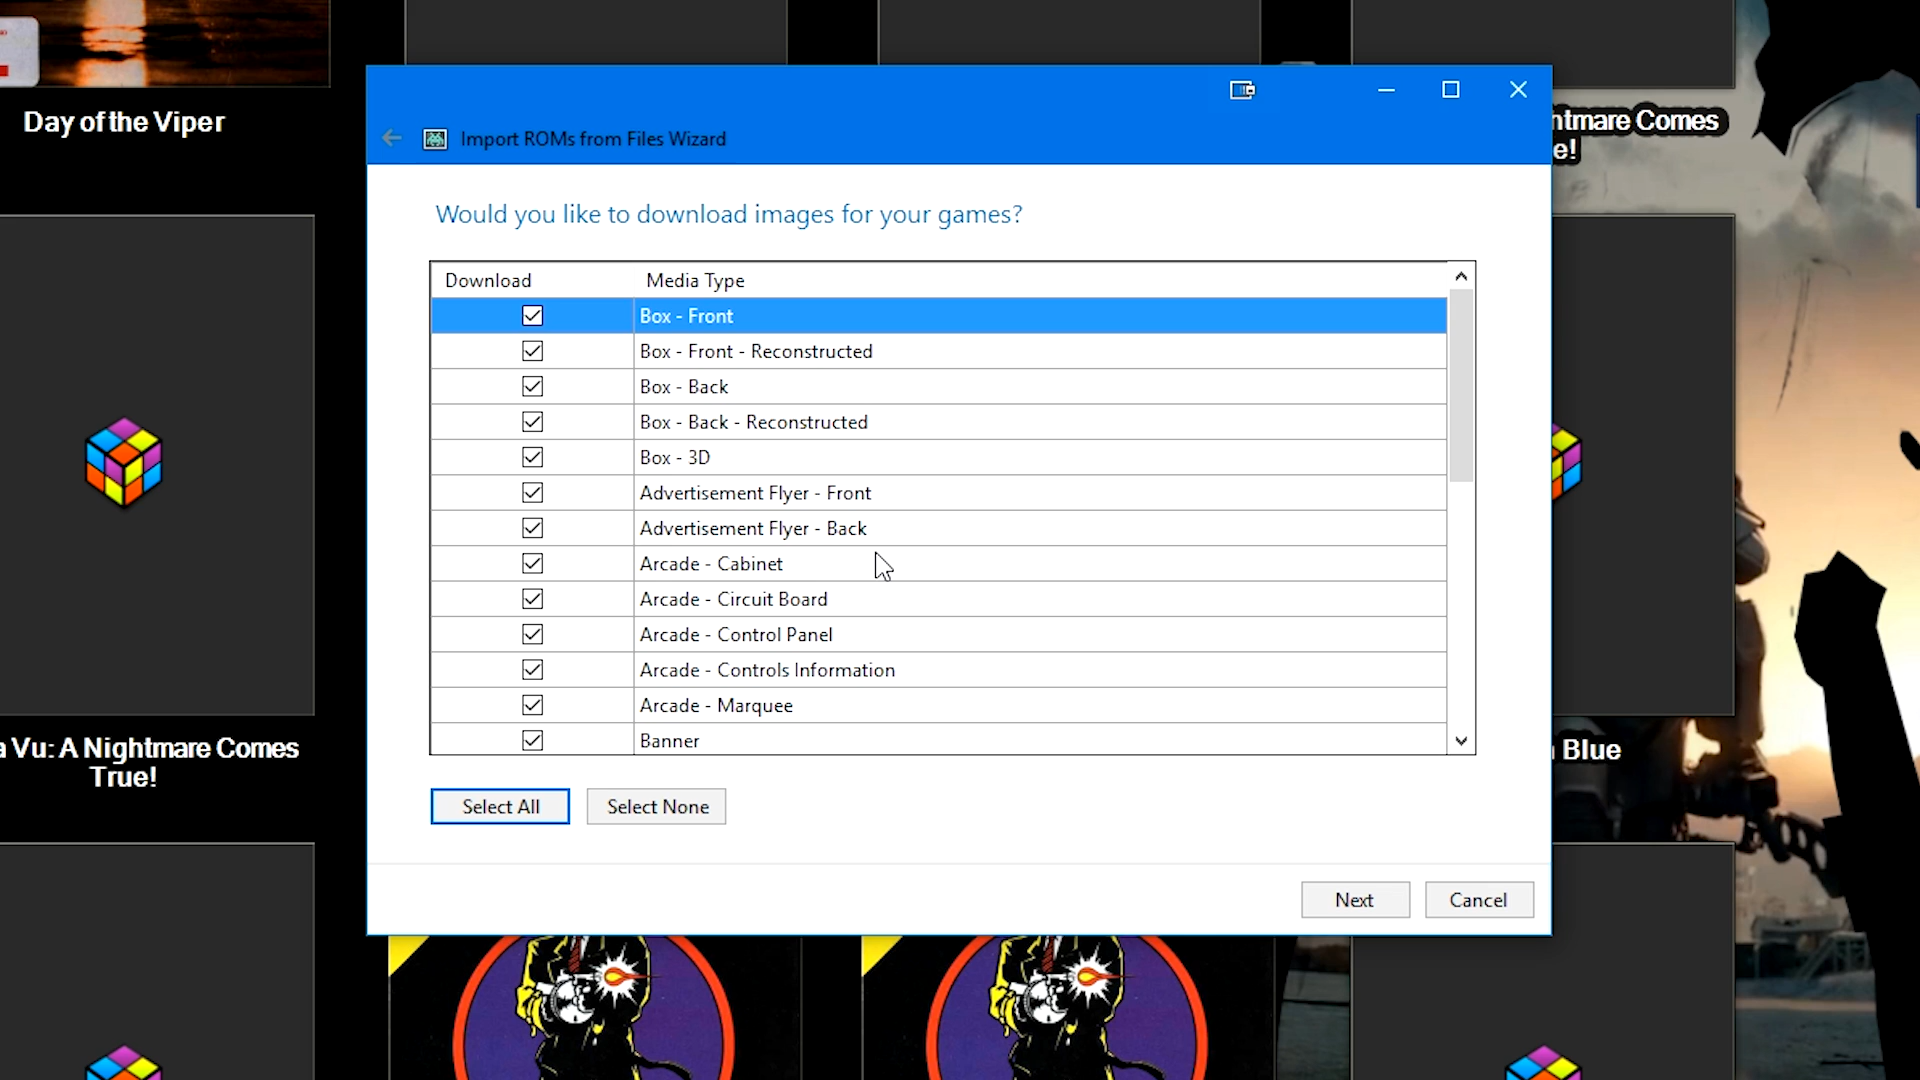 Day of the Viper
Import ROMs from Files Wizard
ntmare Comes
e!
Would you like to download images for your games?
Download Media Type
Box - Front
Box - Front - Reconstructed
Box - Back
Box - Back - Reconstructed
Box - 3D
Advertisement Flyer - Front
Advertisement Flyer - Back
Arcade - Cabinet
Arcade - Circuit Board
Arcade - Control Panel
Arcade - Controls Information
Arcade - Marquee
Banner
a Vu: A Nightmare Comes
True!
Blue
Select All Select None
Next Cancel